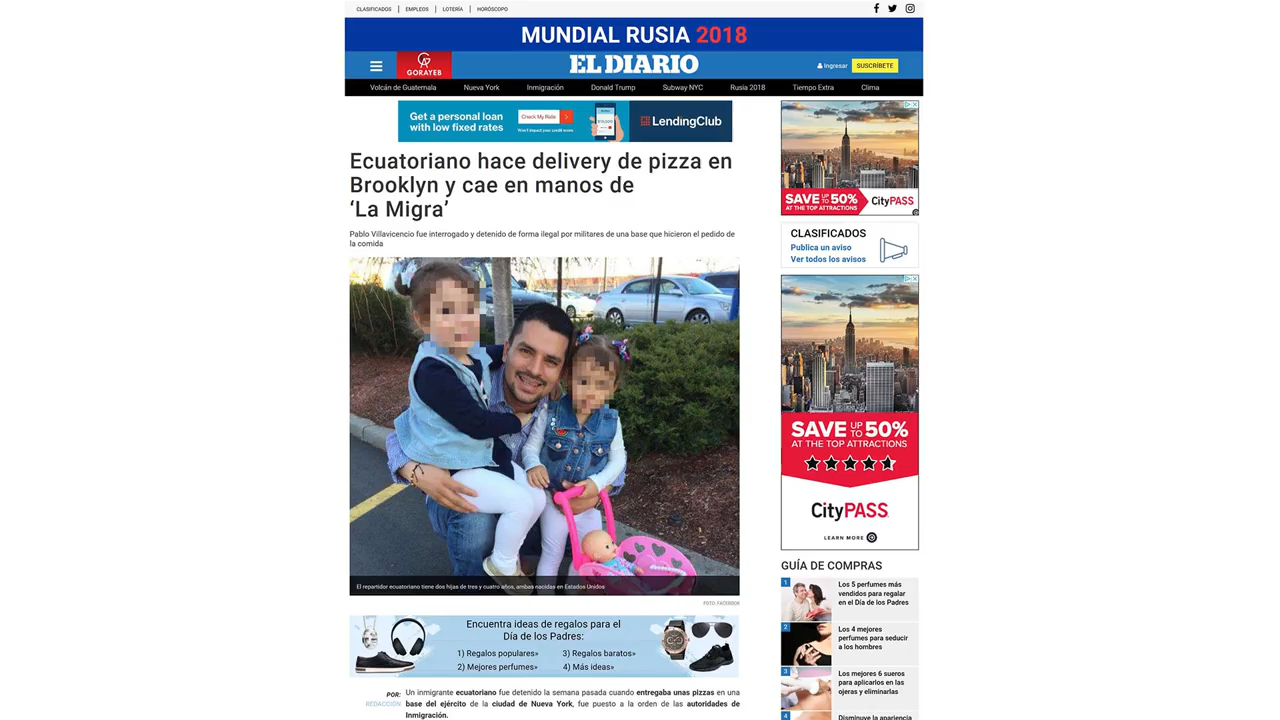 CLASIFICADOS | EMPLEOS | LOTERÍA | HORÓSCOPO
MUNDIAL RUSIA 2018
GORAYEB
EL DIARIO
Ingresar
SUSCRÍBETE
Volcán de Guatemala Nueva York Inmigración Donald Trump Subway NYC Rusia 2018 Tiempo Extra Clima
Get a personal loan
with low fixed rates
Check My Rate
Won't impact your credit score
LendingClub
Ecuatoriano hace delivery de pizza en
Brooklyn y cae en manos de
‘La Migra’
Pablo Villavicencio fue interrogado y detenido de forma ilegal por militares de una base que hicieron el pedido de
la comida
El repartidor ecuatoriano tiene dos hijas de tres y cuatro años, ambas nacidas en Estados Unidos
FOTO: FACEBOOK
Encuentra ideas de regalos para el
Día de los Padres:
1) Regalos populares»
3) Regalos baratos»
2) Mejores perfumes»
4) Más ideas»
POR:
REDACCIÓN
Un inmigrante ecuatoriano fue detenido la semana pasada cuando entregaba unas pizzas en una
base del ejército de la ciudad de Nueva York, fue puesto a la orden de las autoridades de
Inmigración.
SAVE UP TO 50%
AT THE TOP ATTRACTIONS
CityPASS
CLASIFICADOS
Publica un aviso
Ver todos los avisos
SAVE UP TO 50%
AT THE TOP ATTRACTIONS
CityPASS
LEARN MORE
GUÍA DE COMPRAS
1
Los 5 perfumes más
vendidos para regalar
en el Día de los Padres
2
Los 4 mejores
perfumes para seducir
a los hombres
3
Los mejores 6 sueros
para aplicarlos en las
ojeras y eliminarlas
4
Disminuye la apariencia